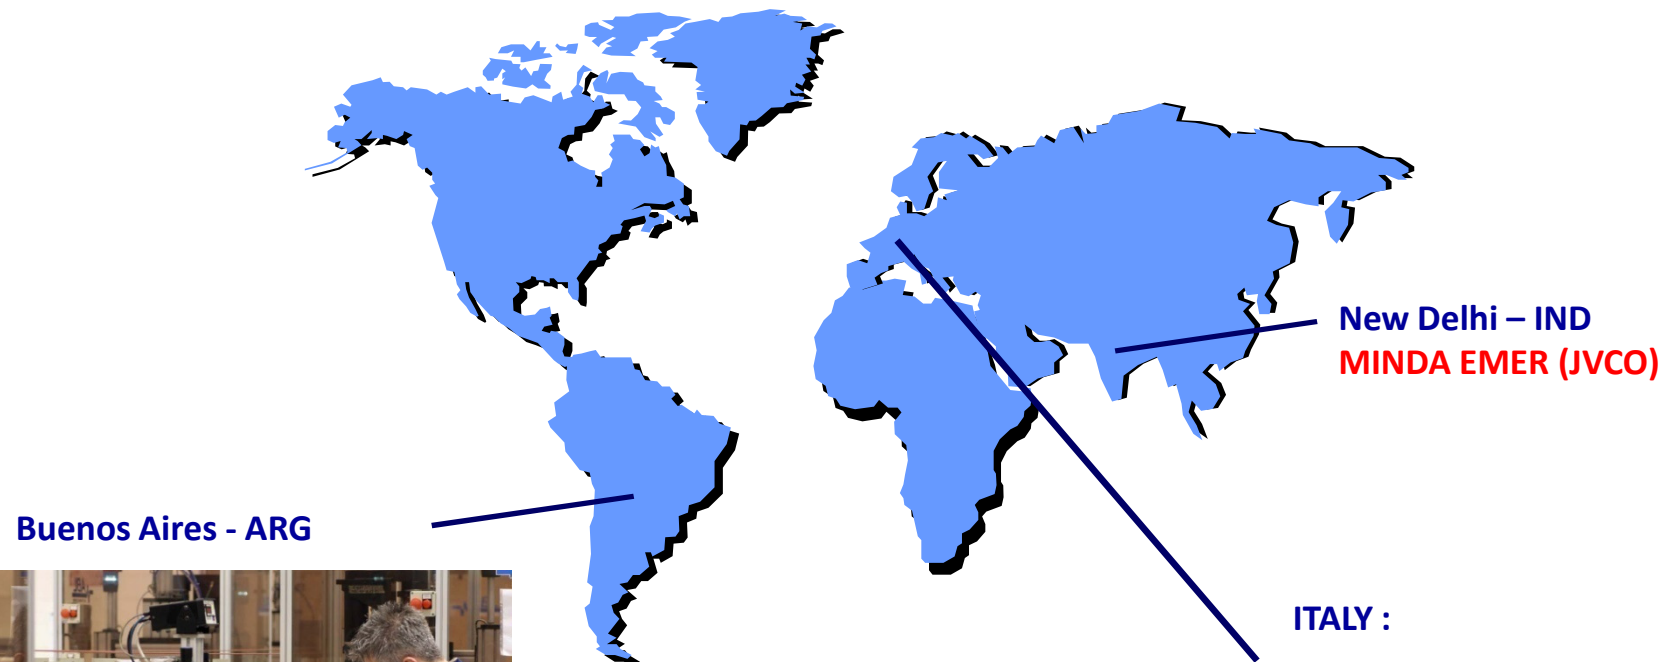 New Delhi – IND
MINDA EMER (JVCO)
Buenos Aires - ARG
ITALY :